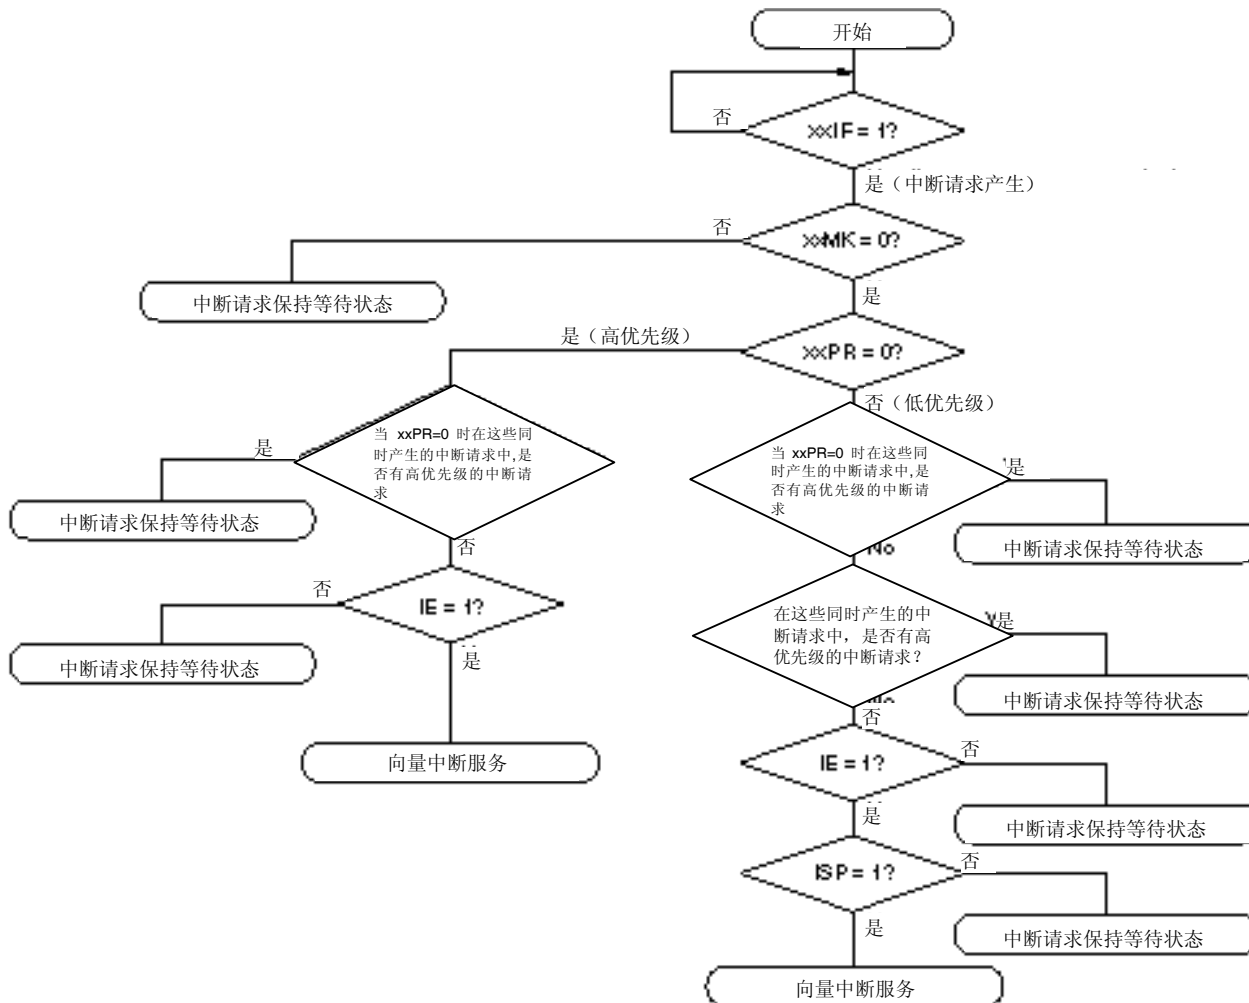 开始
否
xxIF = 1?
是（中断请求产生）
否
xxMK = 0?
中断请求保持等待状态
是
是（高优先级）
xxPR = 0?
否（低优先级）
当 xxPR=0 时在这些同
时产生的中断请求中,是
否有高优先级的中断请
求
是
中断请求保持等待状态
当 xxPR=0 时在这些同
时产生的中断请求中,是
否有高优先级的中断请
求
是
中断请求保持等待状态
否
No
否
IE = 1?
中断请求保持等待状态
是
向量中断服务
在这些同时产生的中
断请求中，是否有高
优先级的中断请求？
是
中断请求保持等待状态
否
IE = 1?
否
中断请求保持等待状态
是
ISP = 1?
否
中断请求保持等待状态
是
向量中断服务